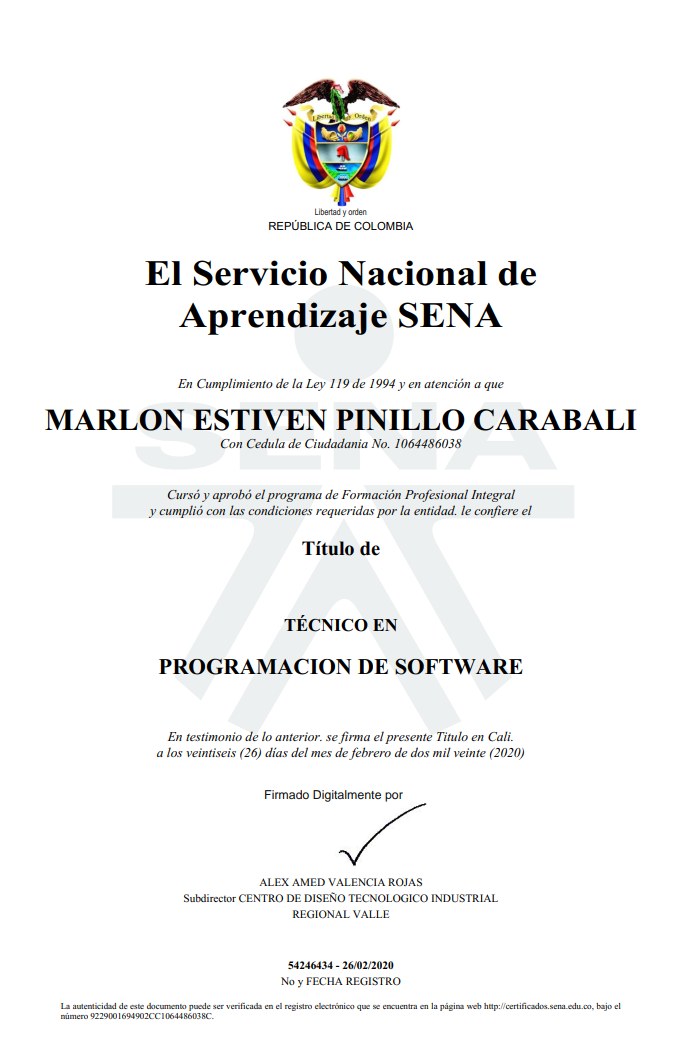 Libertad y Orden
Libertad y orden
REPÚBLICA DE COLOMBIA
El Servicio Nacional de
Aprendizaje SENA
En Cumplimiento de la Ley 119 de 1994 y en atención a que
MARLON ESTIVEN PINILLO CARABALI
Con Cedula de Ciudadania No. 1064486038
SENA
Cursó y aprobó el programa de Formación Profesional Integral
y cumplió con las condiciones requeridas por la entidad. le confiere el
Título de
TÉCNICO EN
PROGRAMACION DE SOFTWARE
En testimonio de lo anterior. se firma el presente Titulo en Cali.
a los veintiseis (26) días del mes de febrero de dos mil veinte (2020)
Firmado Digitalmente por
ALEX AMED VALENCIA ROJAS
Subdirector CENTRO DE DISEÑO TECNOLOGICO INDUSTRIAL
REGIONAL VALLE
54246434 - 26/02/2020
No y FECHA REGISTRO
La autenticidad de este documento puede ser verificada en el registro electrónico que se encuentra en la página web http://certificados.sena.edu.co, bajo el
número 9229001694902CC1064486038C.